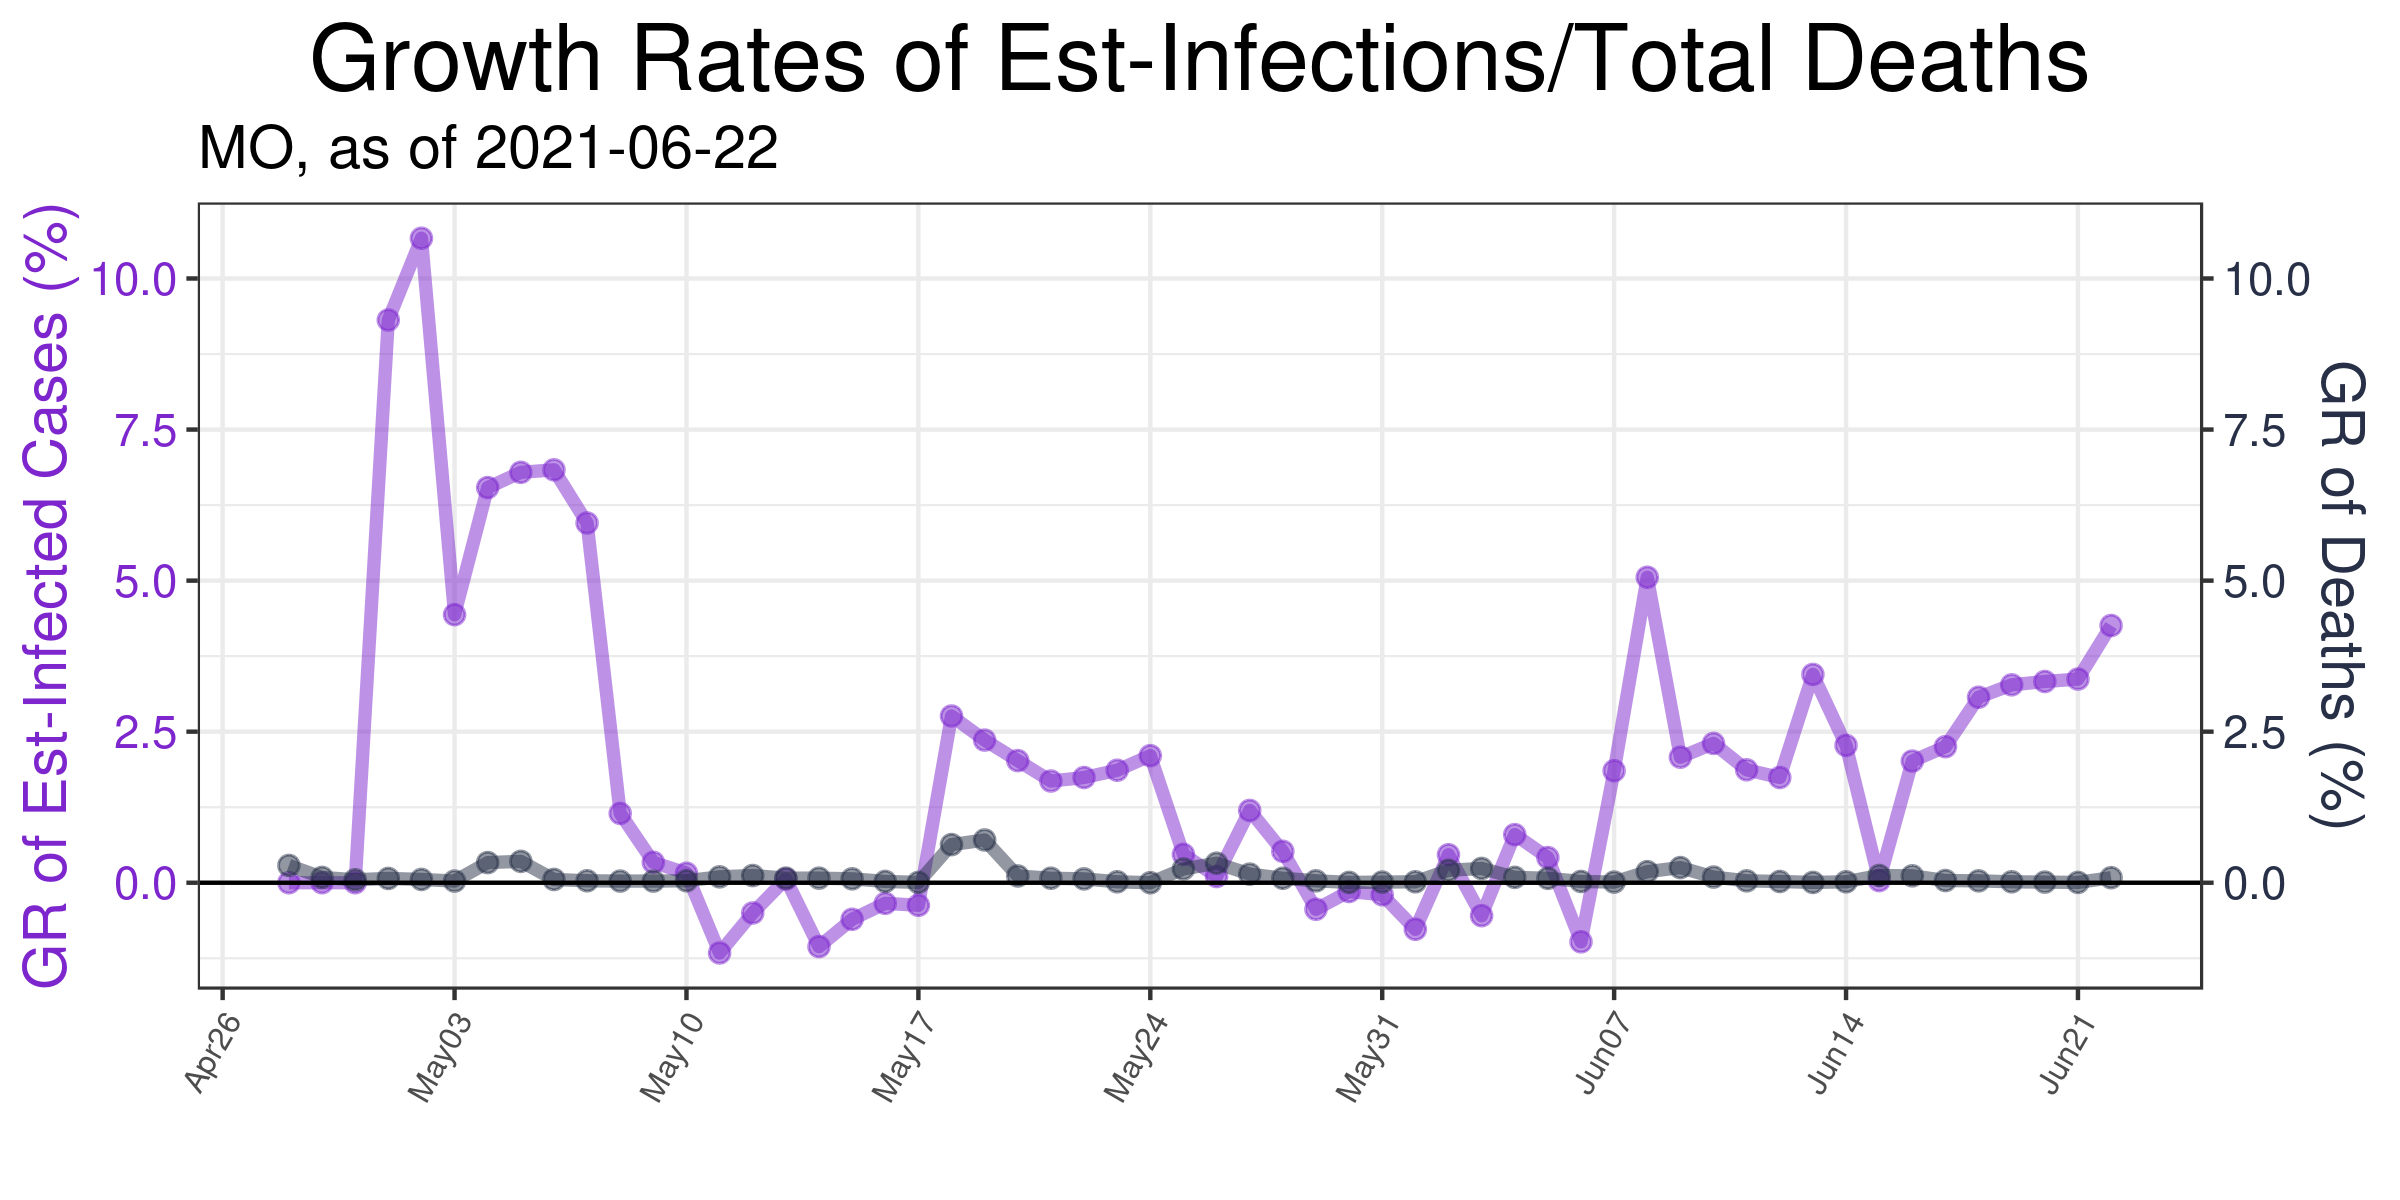 Growth Rates of Est-Infections/Total Deaths
MO, as of 2021-06-22
GR of Est-Infected Cases (%)
10.0
7.5
5.0
2.5
0.0
10.0
7.5
5.0
2.5
0.0
GR of Deaths (%)
Apr26
May03
May10
May17
May24
May31
Jun07
Jun14
Jun21